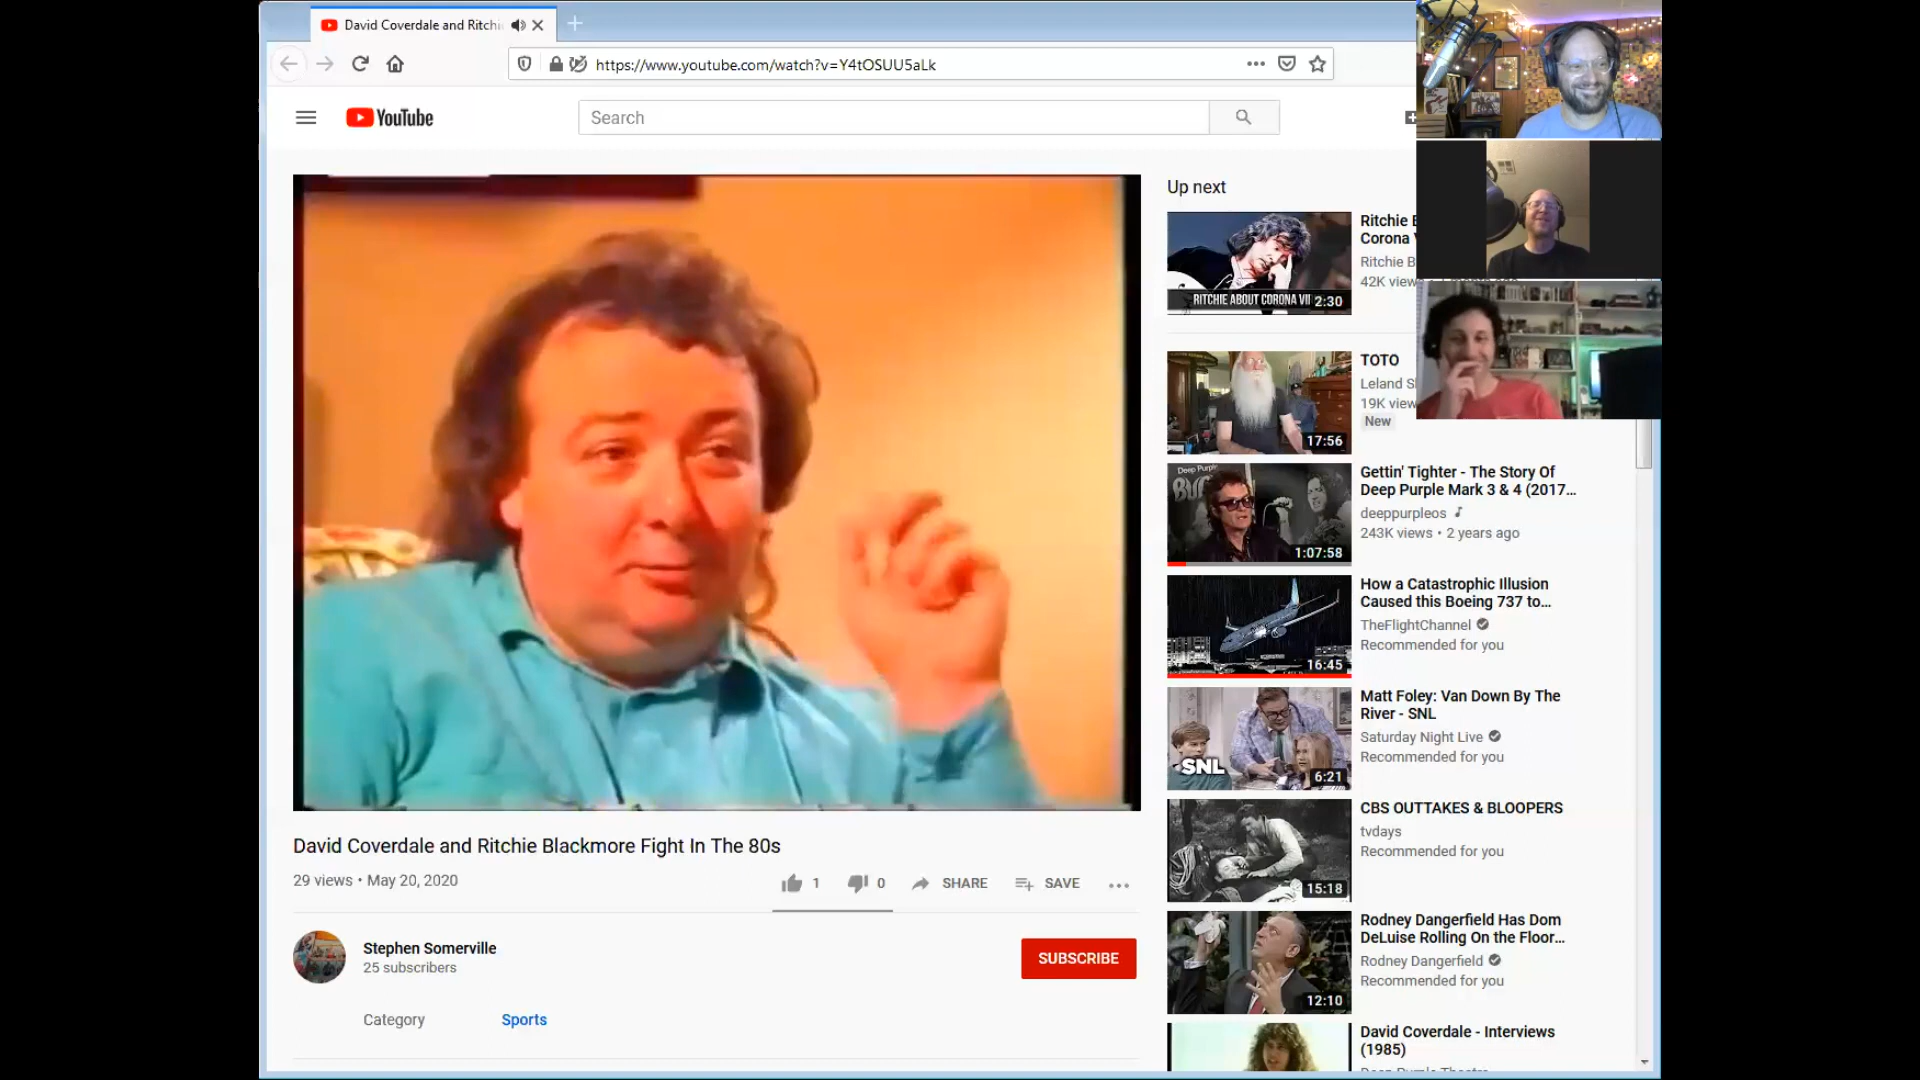 David Coverdale and Ritchi
https://www.youtube.com/watch?v=Y4tOSUU5aLk
YouTube
Search
David Coverdale and Ritchie Blackmore Fight In The 80s
29 views • May 20, 2020
1
0
SHARE
SAVE
Stephen Somerville
25 subscribers
SUBSCRIBE
Category
Sports
Up next
RITCHIE ABOUT CORONA VI
2:30
Ritchie
Corona
Ritchie B
42K views
17:56
TOTO
Leland
19K view
New
Deep Purple
1:07:58
Gettin' Tighter - The Story Of
Deep Purple Mark 3 & 4 (2017...
deeppurpleos
243K views • 2 years ago
16:45
How a Catastrophic Illusion
Caused this Boeing 737 to...
TheFlightChannel
Recommended for you
SNL
6:21
Matt Foley: Van Down By The
River - SNL
Saturday Night Live
Recommended for you
15:18
CBS OUTTAKES & BLOOPERS
tvdays
Recommended for you
12:10
Rodney Dangerfield Has Dom
DeLuise Rolling On the Floor...
Rodney Dangerfield
Recommended for you
David Coverdale - Interviews
(1985)